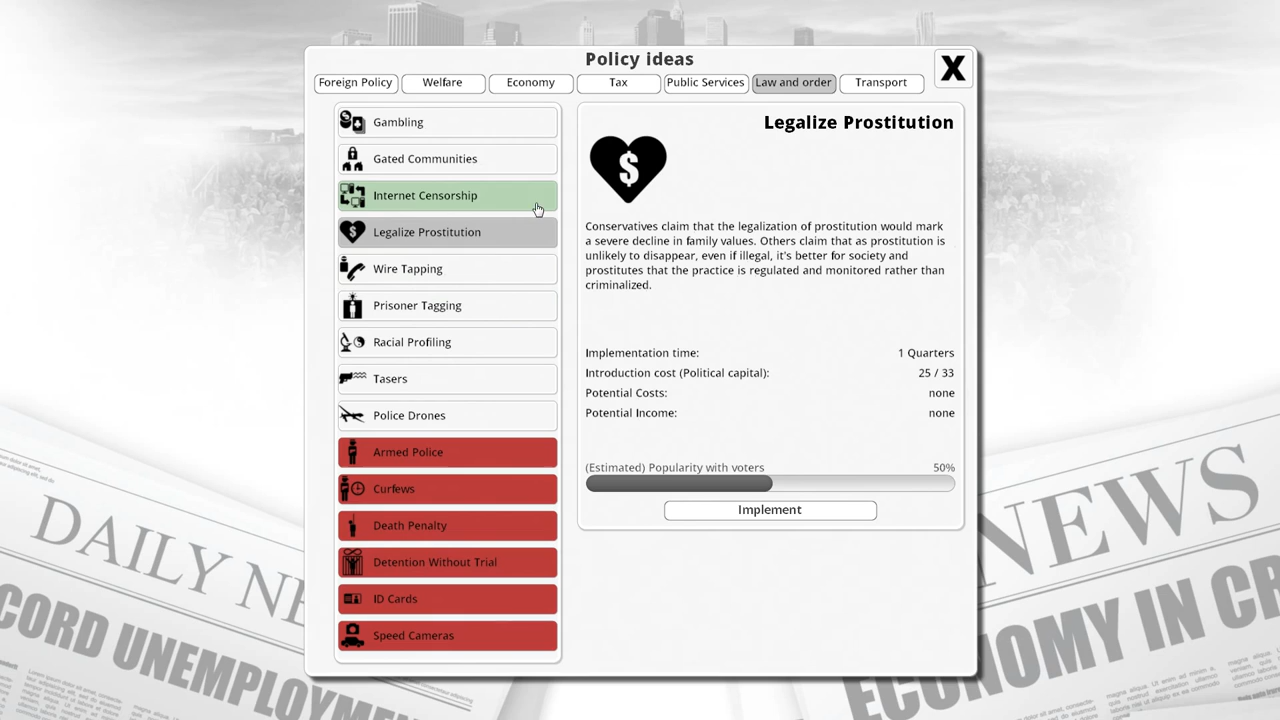 Policy ideas
X
Foreign Policy
Welfare
Economy
Tax
Public Services
Law and order
Transport
Gambling
Gated Communities
Internet Censorship
Legalize Prostitution
Wire Tapping
Prisoner Tagging
Racial Profiling
Tasers
Police Drones
Armed Police
Curfews
Death Penalty
Detention Without Trial
ID Cards
Speed Cameras
Legalize Prostitution
$
Conservatives claim that the legalization of prostitution would mark
a severe decline in family values. Others claim that as prostitution is
unlikely to disappear, even if illegal, it's better for society and
prostitutes that the practice is regulated and monitored rather than
criminalized.
Implementation time: 1 Quarters
Introduction cost (Political capital): 25 / 33
Potential Costs: none
Potential Income: none
(Estimated) Popularity with voters 50%
Implement
DAILY NE
CORD UNEMPLOYM
NEWS
ECONOMY IN CR